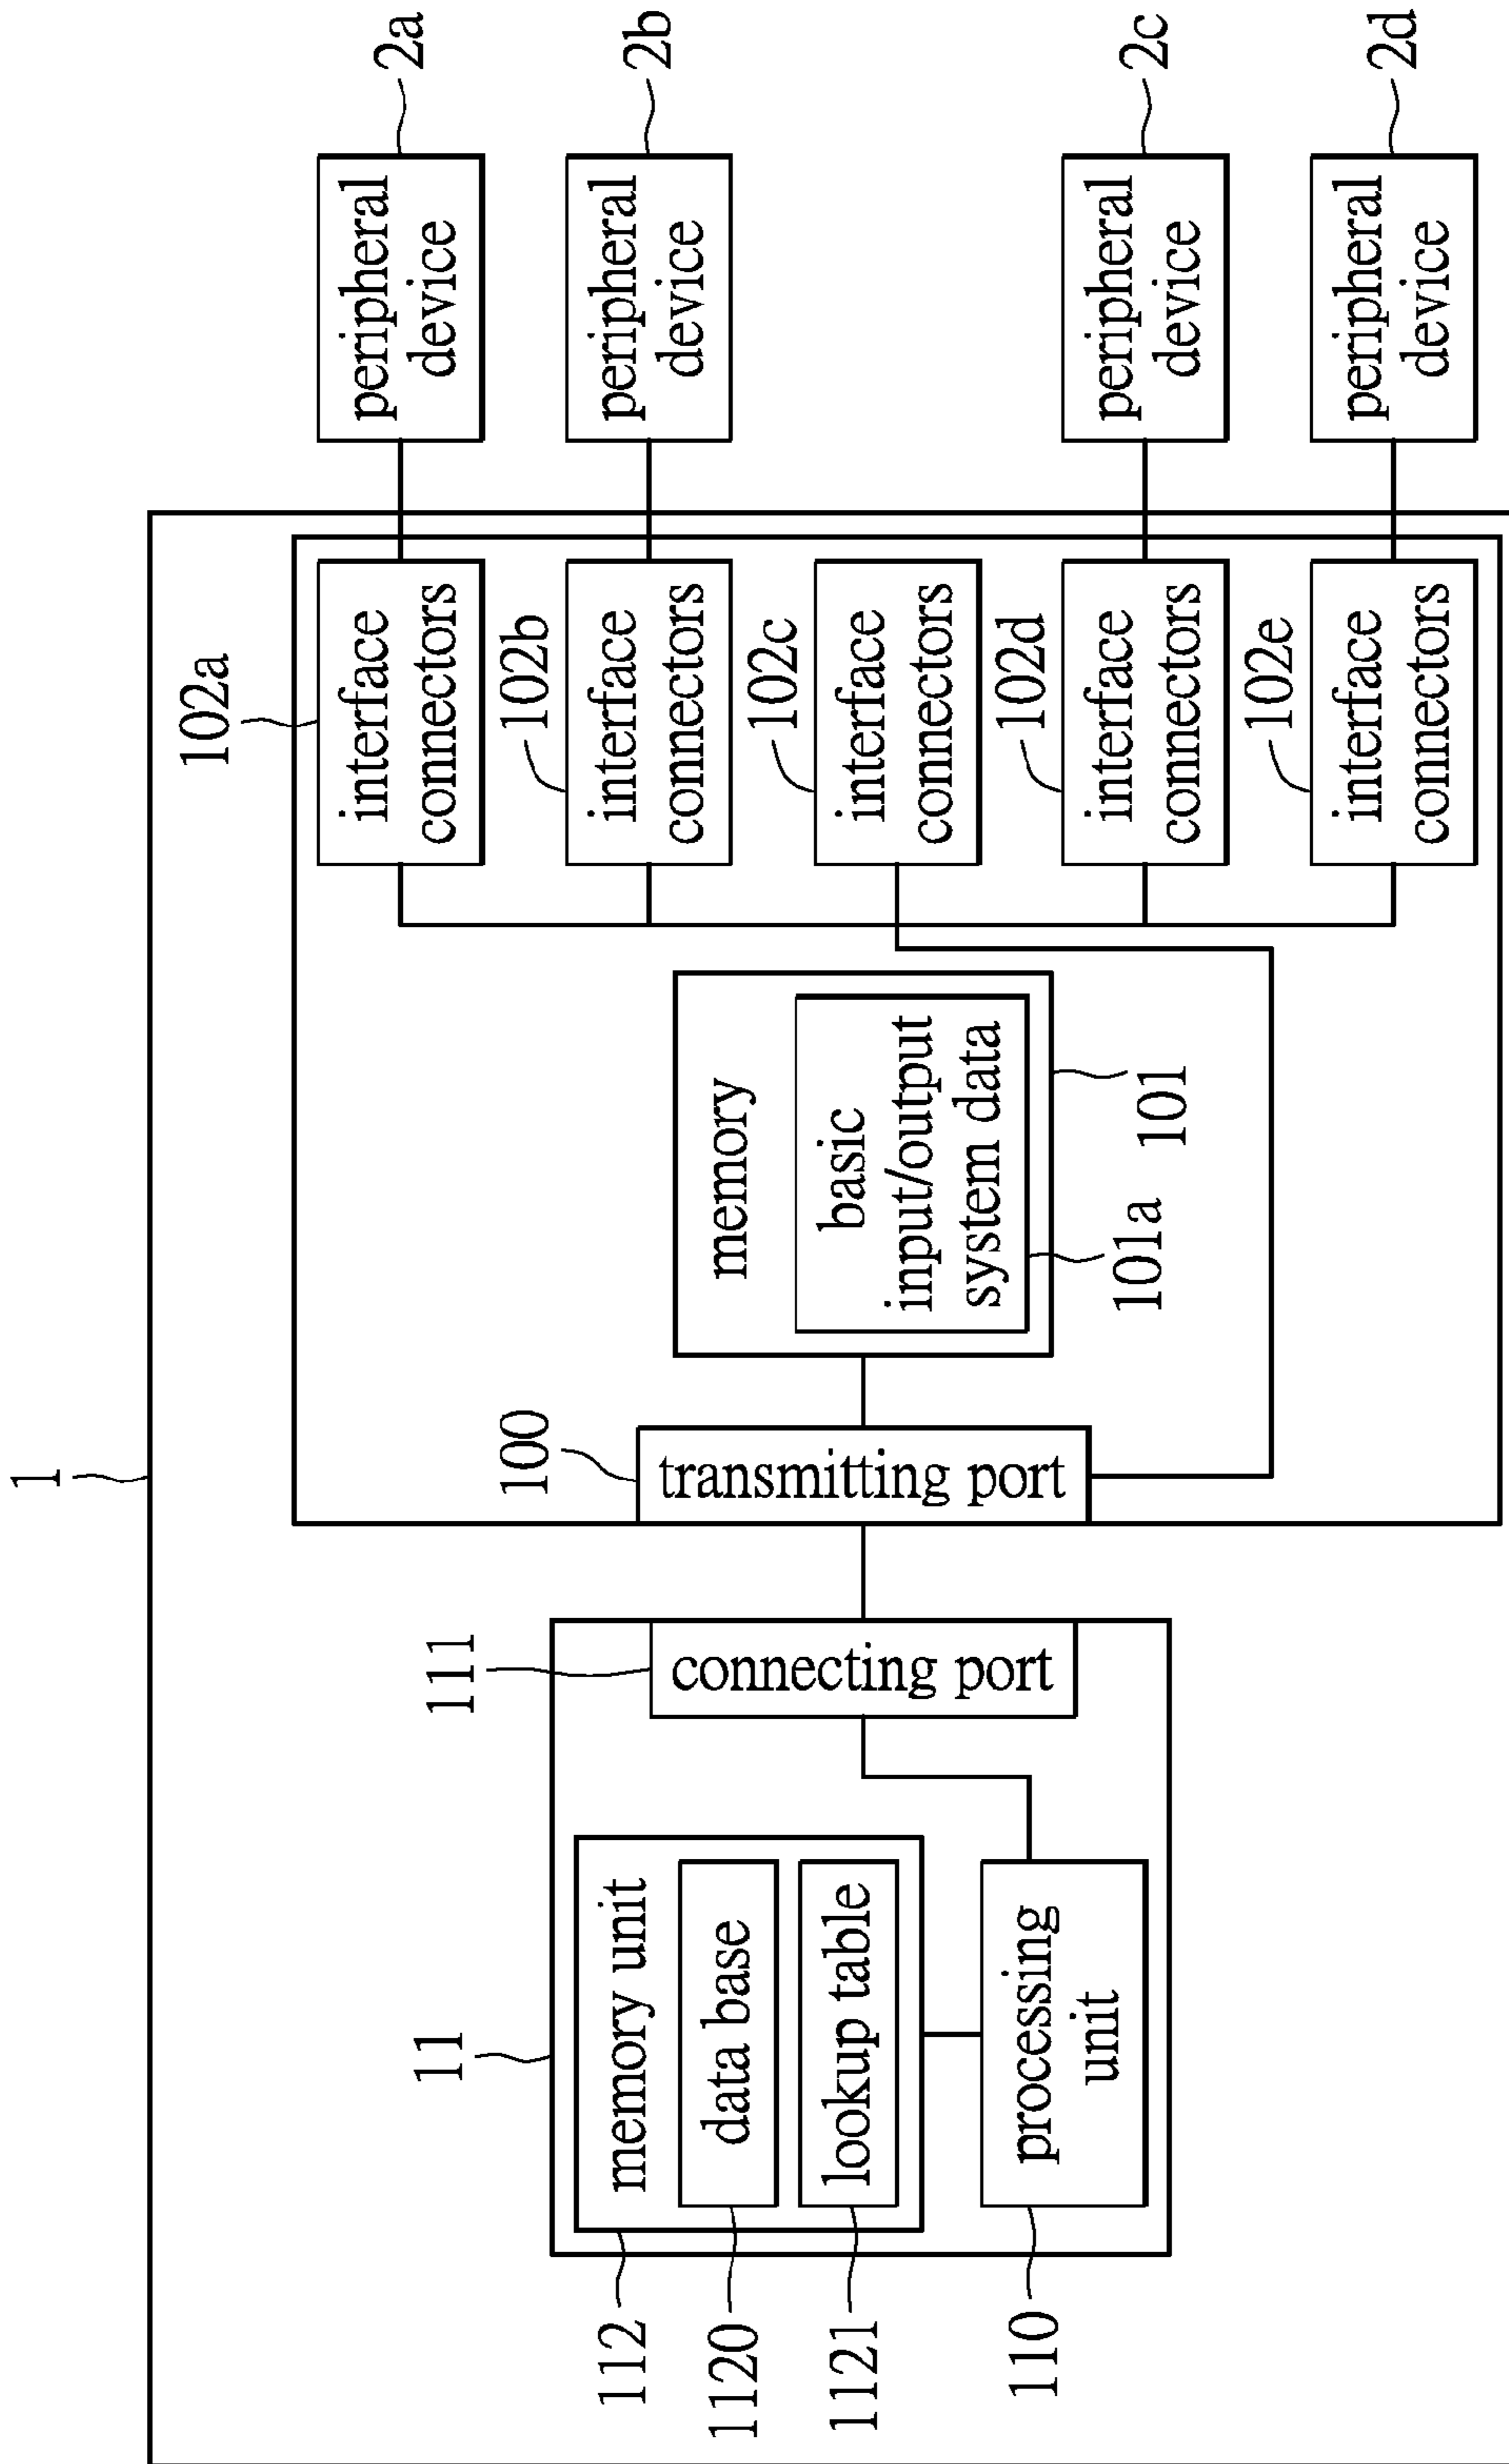 1
11
112
memory unit
1120
data base
1121
lookup table
110
processing
unit
111
connecting port
100
transmitting port
memory
basic
input/output
system data
101a
101
102a
interface
connectors
102b
interface
connectors
102c
interface
connectors
102d
interface
connectors
102e
interface
connectors
peripheral
device
2a
peripheral
device
2b
peripheral
device
2c
peripheral
device
2d